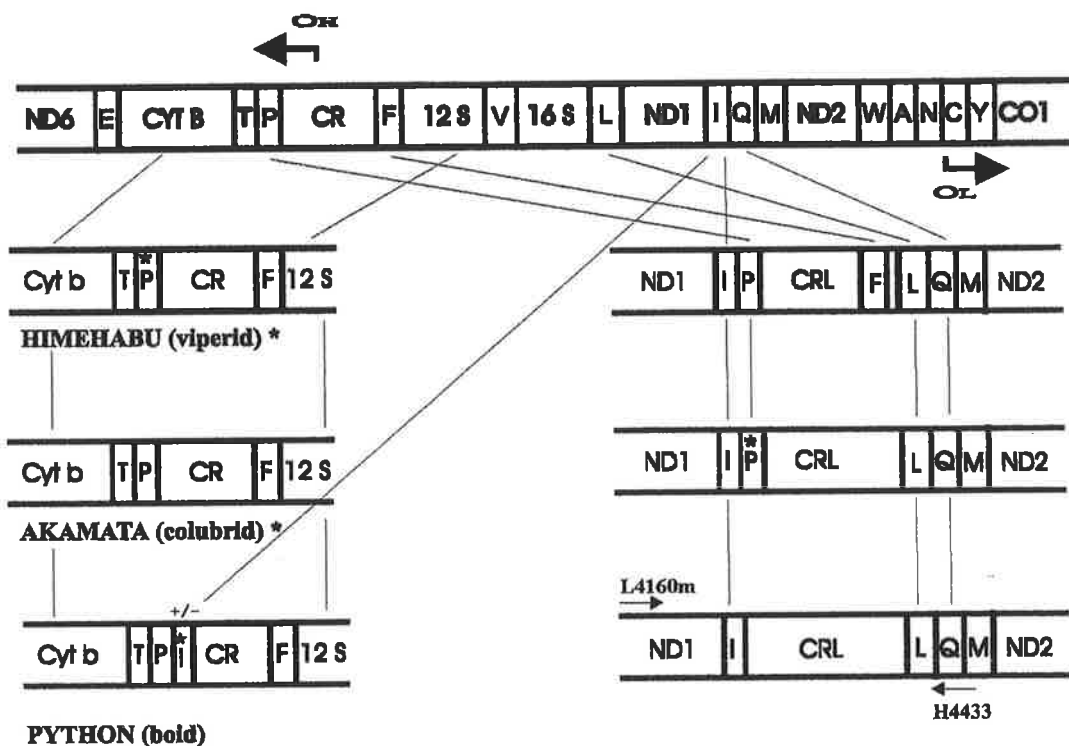 OH
ND6 E CYT B T P CR F 12 S V 16 S L ND1 I Q M ND2 W A N C Y CO1
OL
Cyt b T P* CR F 12 S
ND1 I P CRL F L Q M ND2
HIMEHABU (viperid) *
Cyt b T P CR F 12 S
ND1 I P* CRL L Q M ND2
AKAMATA (colubrid) *
+/-
L4160m
Cyt b T P I* CR F 12 S
ND1 I CRL L Q M ND2
H4433
PYTHON (boid)